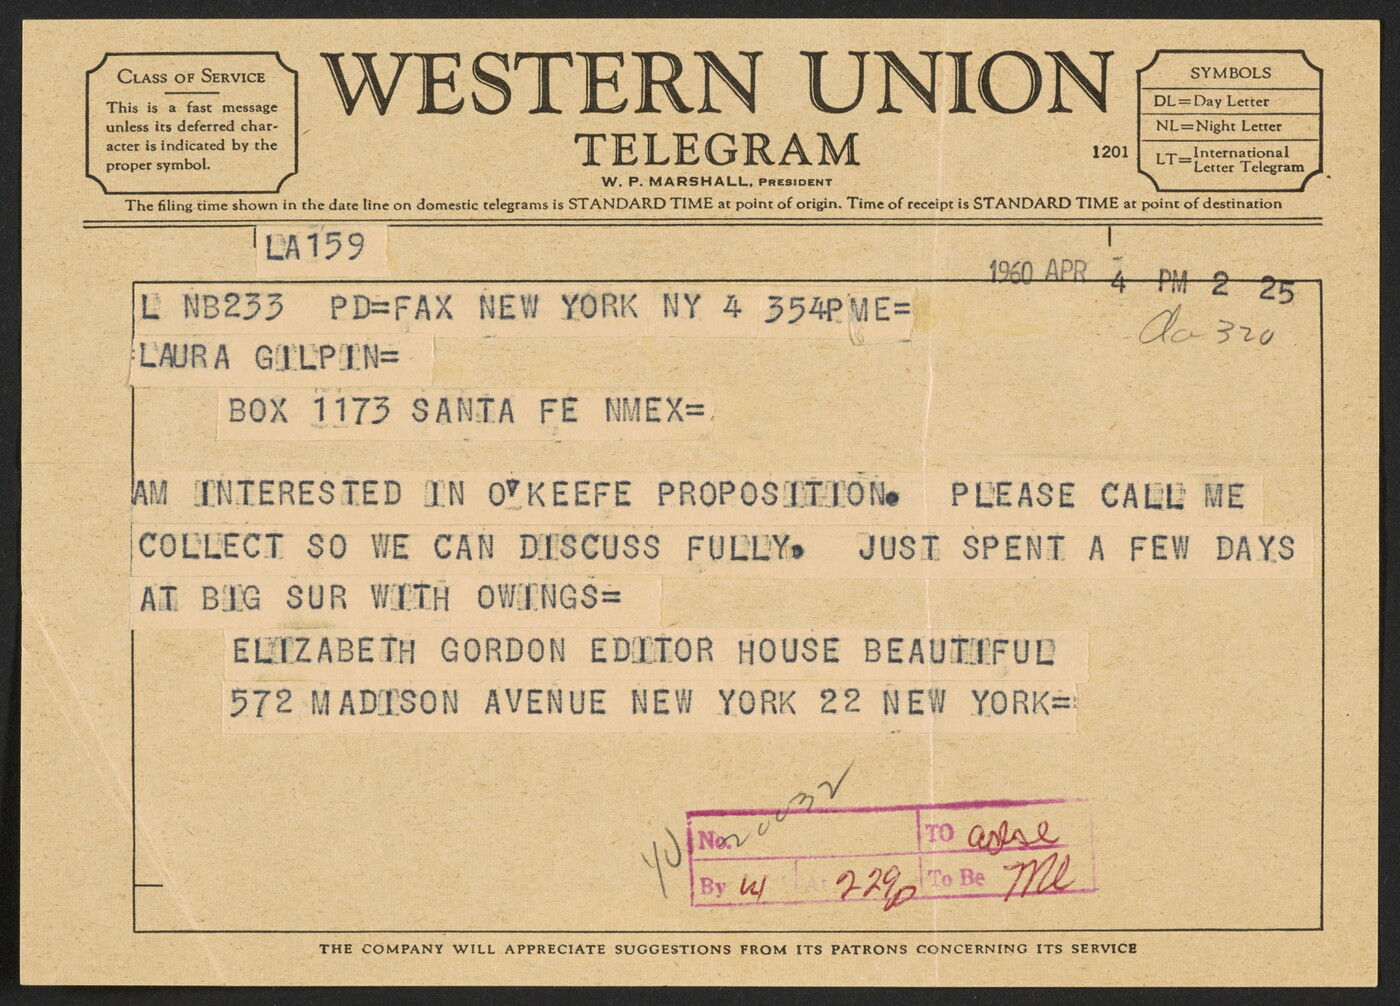 CLASS OF SERVICE
This is a fast message
unless its deferred char-
acter is indicated by the
proper symbol.
WESTERN UNION
TELEGRAM
W. P. MARSHALL, PRESIDENT
1201
SYMBOLS
DL=Day Letter
NL=Night Letter
LT=International
Letter Telegram
The filing time shown in the date line on domestic telegrams is STANDARD TIME at point of origin. Time of receipt is STANDARD TIME at point of destination
LA159
1960 APR 4 PM 2 25
L NB233 PD=FAX NEW YORK NY 4 354PME=
320
:LAURA GILPIN=
BOX 1173 SANTA FE NMEX=
AM INTERESTED IN O'KEEFE PROPOSITION. PLEASE CALL ME
COLLECT SO WE CAN DISCUSS FULLY. JUST SPENT A FEW DAYS
AT BIG SUR WITH OWINGS=
ELIZABETH GORDON EDITOR HOUSE BEAUTIFUL
572 MADISON AVENUE NEW YORK 22 NEW YORK=
20032
No. TO
By At 229p To Be Ml
THE COMPANY WILL APPRECIATE SUGGESTIONS FROM ITS PATRONS CONCERNING ITS SERVICE